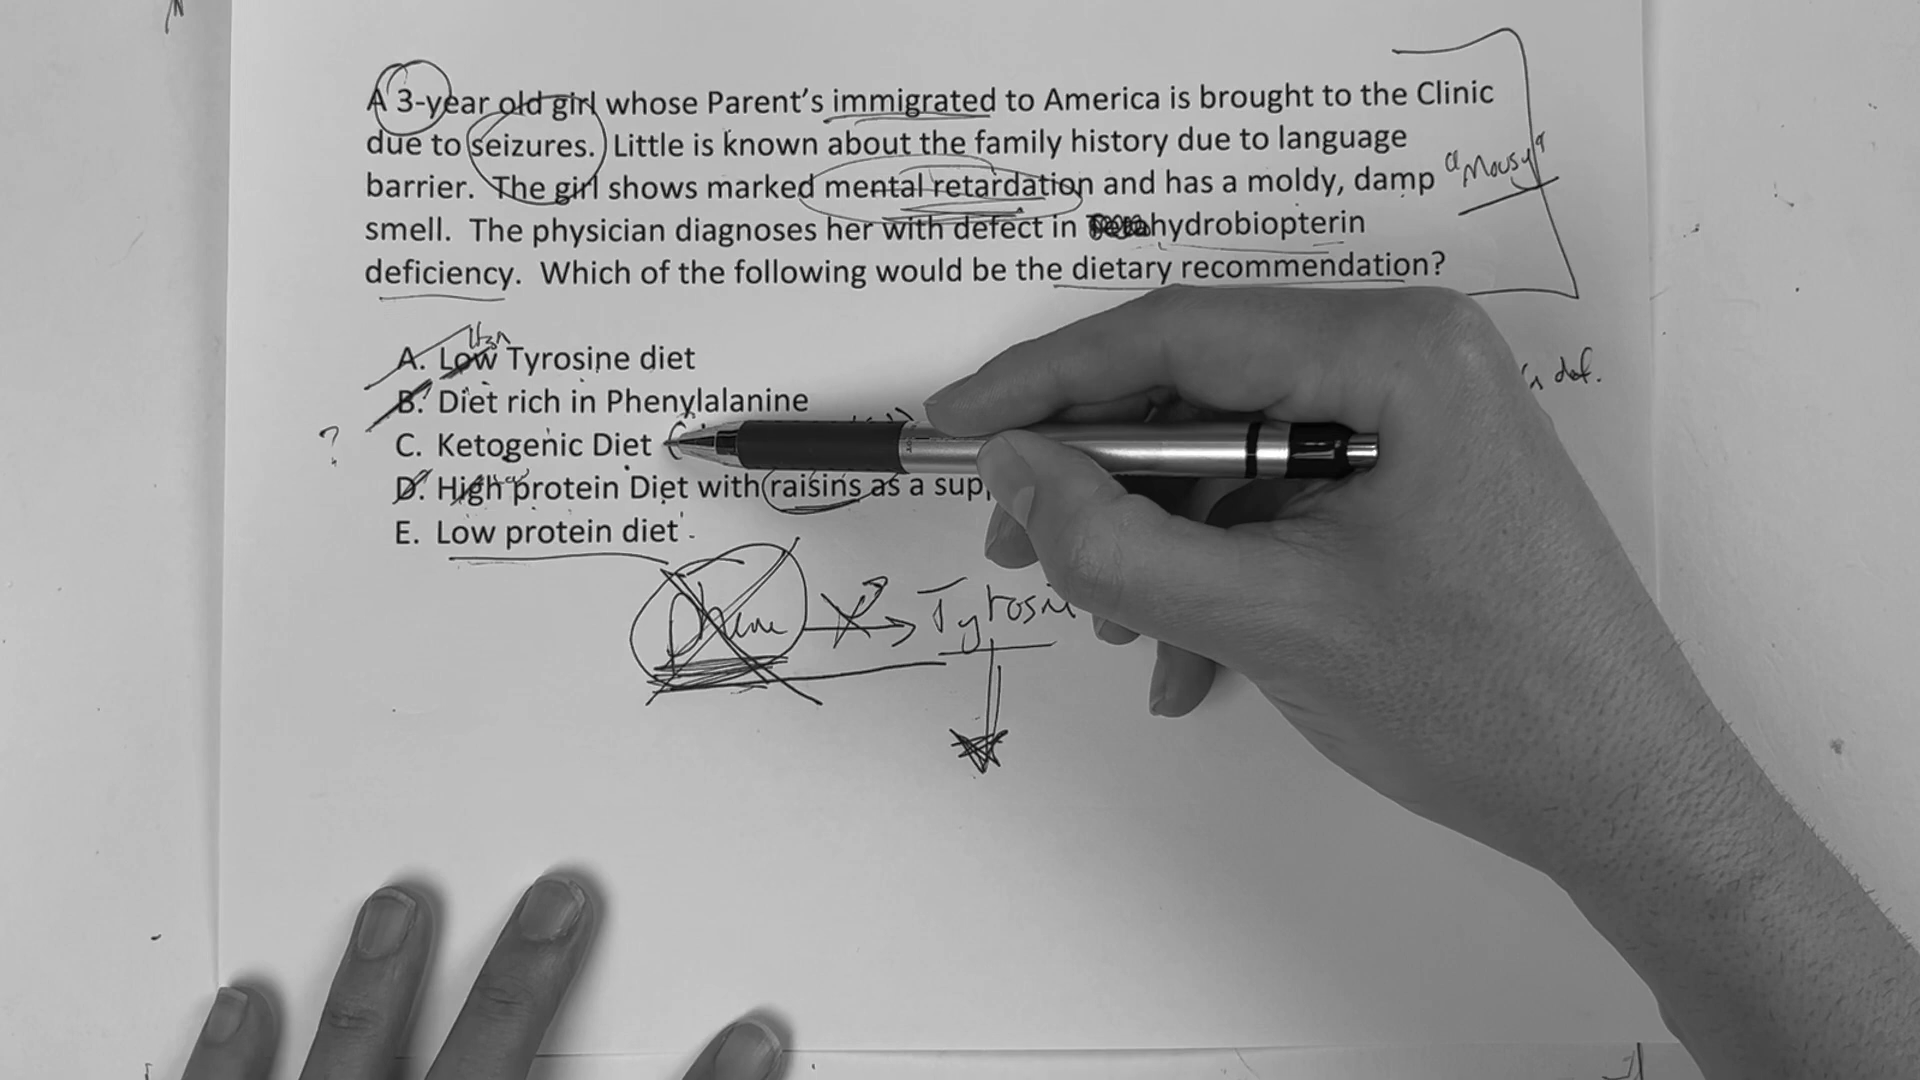 A 3-year old girl whose Parent's immigrated to America is brought to the Clinic
due to seizures. Little is known about the family history due to language
barrier. The girl shows marked mental retardation and has a moldy, damp "Mousy"
smell. The physician diagnoses her with defect in hydrobiopterin
deficiency. Which of the following would be the dietary recommendation?
A. Low Tyrosine diet
def.
B. Diet rich in Phenylalanine
? C. Ketogenic Diet
D. High protein Diet with raisins as a
E. Low protein diet